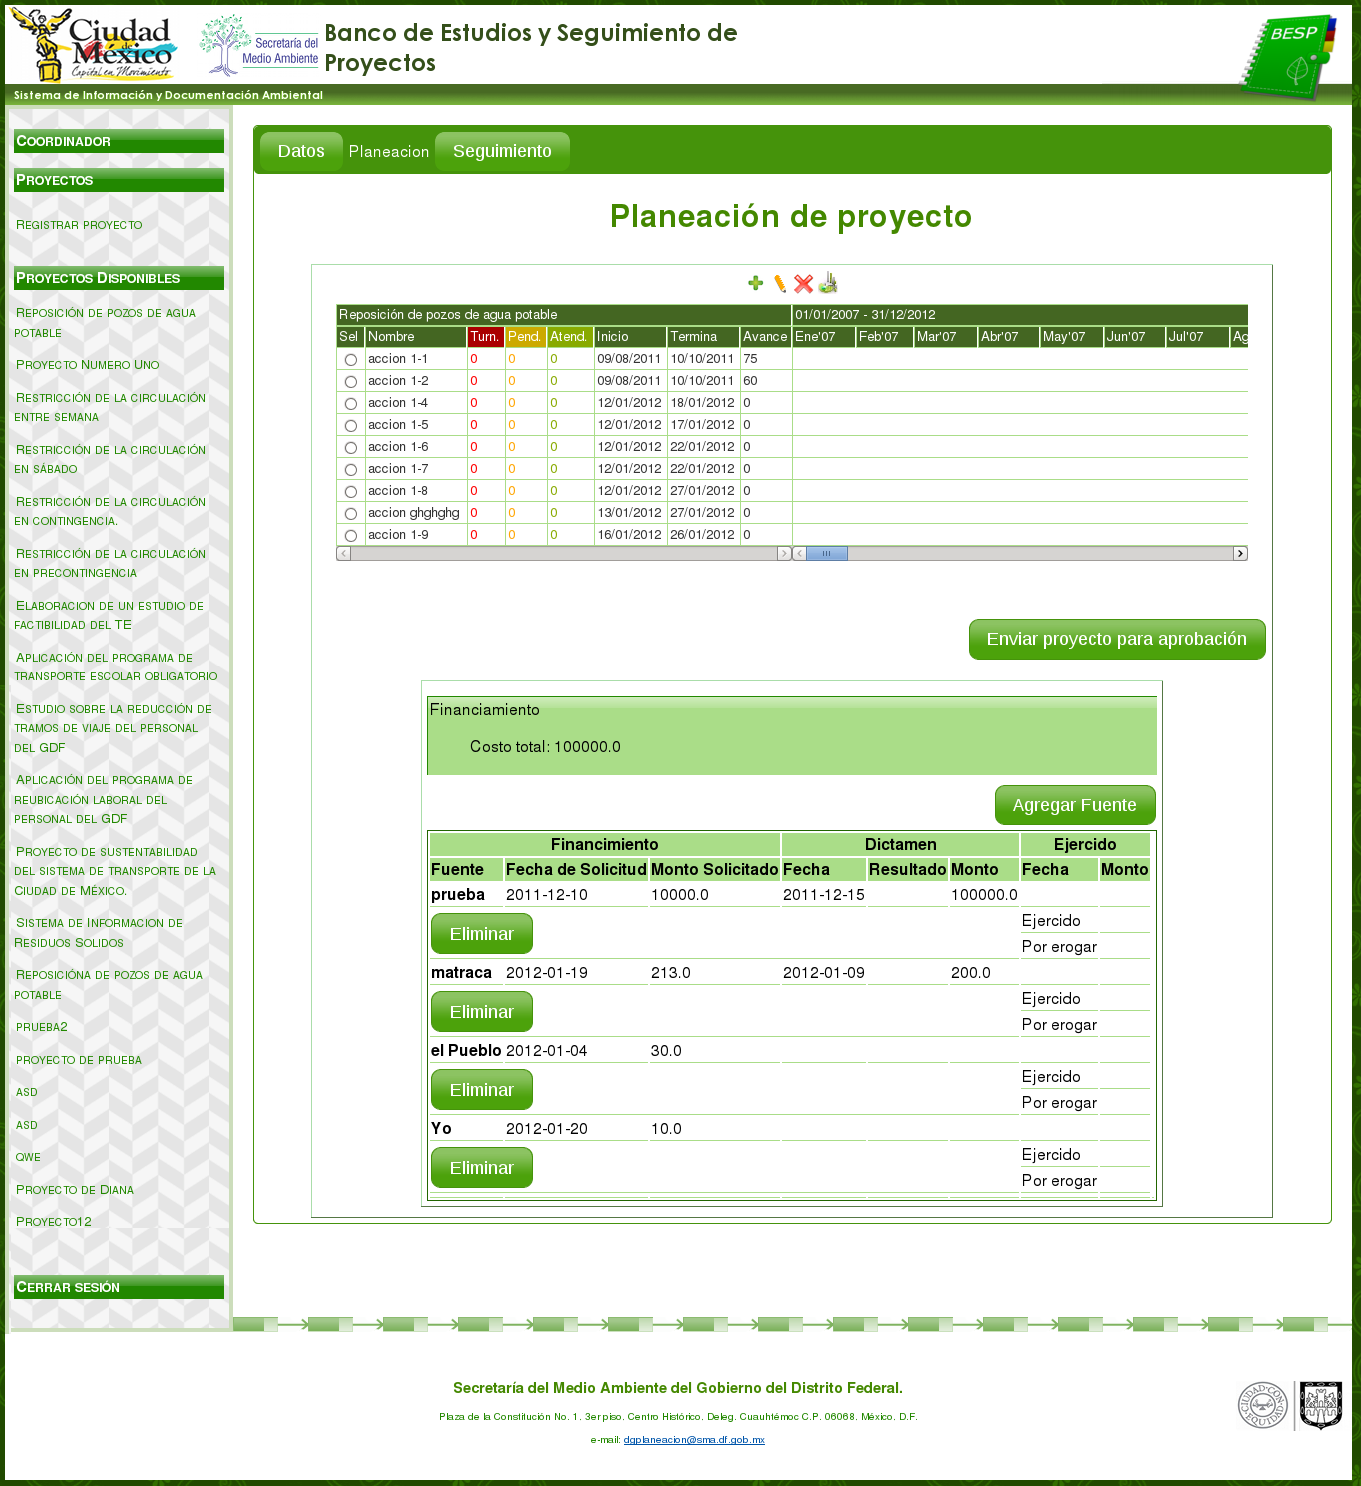 Ciudad de México
Capital en Movimiento
Secretaría del
Medio Ambiente
Banco de Estudios y Seguimiento de
Proyectos
BESP
Sistema de Información y Documentación Ambiental
Coordinador
Proyectos
Registrar proyecto
Proyectos Disponibles
Reposición de pozos de agua
potable
Proyecto Numero Uno
Restricción de la circulación
entre semana
Restricción de la circulación
en sábado
Restricción de la circulación
en contingencia.
Restricción de la circulación
en precontingencia
Elaboracion de un estudio de
factibilidad del TE
Aplicación del programa de
transporte escolar obligatorio
Estudio sobre la reducción de
tramos de viaje del personal
del GDF
Aplicación del programa de
reubicación laboral del
personal del GDF
Proyecto de sustentabilidad
del sistema de transporte de la
Ciudad de México.
Sistema de Informacion de
Residuos Solidos
Reposicióna de pozos de agua
potable
prueba2
proyecto de prueba
asd
asd
qwe
Proyecto de Diana
Proyecto12
Cerrar sesión
Datos Planeacion Seguimiento
Planeación de proyecto
Reposición de pozos de agua potable 01/01/2007 - 31/12/2012
Sel Nombre Turn. Pend. Atend. Inicio Termina Avance Ene'07 Feb'07 Mar'07 Abr'07 May'07 Jun'07 Jul'07 Ag
accion 1-1 0 0 0 09/08/2011 10/10/2011 75
accion 1-2 0 0 0 09/08/2011 10/10/2011 60
accion 1-4 0 0 0 12/01/2012 18/01/2012 0
accion 1-5 0 0 0 12/01/2012 17/01/2012 0
accion 1-6 0 0 0 12/01/2012 22/01/2012 0
accion 1-7 0 0 0 12/01/2012 22/01/2012 0
accion 1-8 0 0 0 12/01/2012 27/01/2012 0
accion ghghghg 0 0 0 13/01/2012 27/01/2012 0
accion 1-9 0 0 0 16/01/2012 26/01/2012 0
Enviar proyecto para aprobación
Financiamiento
Costo total: 100000.0
Agregar Fuente
Financimiento Dictamen Ejercido
Fuente Fecha de Solicitud Monto Solicitado Fecha Resultado Monto Fecha Monto
prueba 2011-12-10 10000.0 2011-12-15 100000.0
Eliminar
Ejercido
Por erogar
matraca 2012-01-19 213.0 2012-01-09 200.0
Eliminar
Ejercido
Por erogar
el Pueblo 2012-01-04 30.0
Eliminar
Ejercido
Por erogar
Yo 2012-01-20 10.0
Eliminar
Ejercido
Por erogar
Secretaría del Medio Ambiente del Gobierno del Distrito Federal.
Plaza de la Constitución No. 1. 3er piso. Centro Histórico. Deleg. Cuauhtémoc C.P. 06068. México. D.F.
e-mail: dgplaneacion@sma.df.gob.mx
CIUDAD CON
EQUIDAD